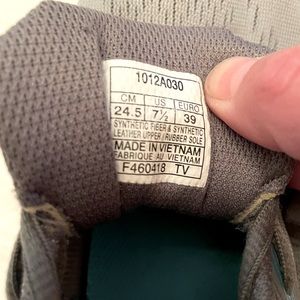 1012A030
CM US EURO
24.5 7½ 39
SYNTHETIC FIBER & SYNTHETIC
LEATHER UPPER / RUBBER SOLE
MADE IN VIETNAM
FABRIQUE AU VIETNAM
F460418 TV